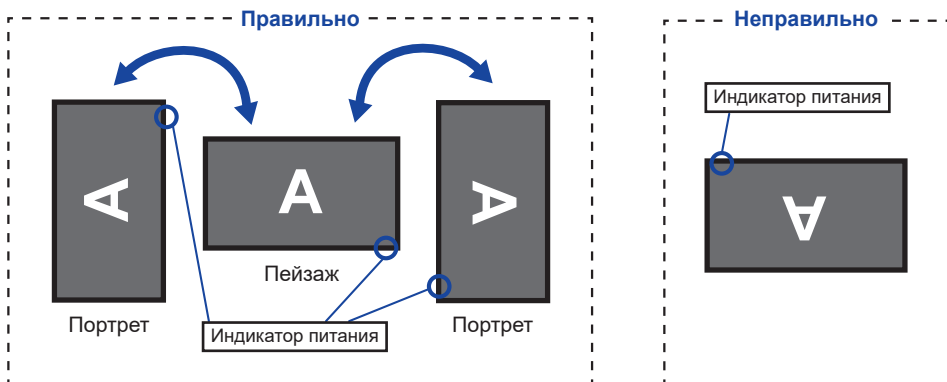 Правильно
Неправильно
Индикатор питания
A
A
A
A
Пейзаж
Портрет
Индикатор питания
Портрет